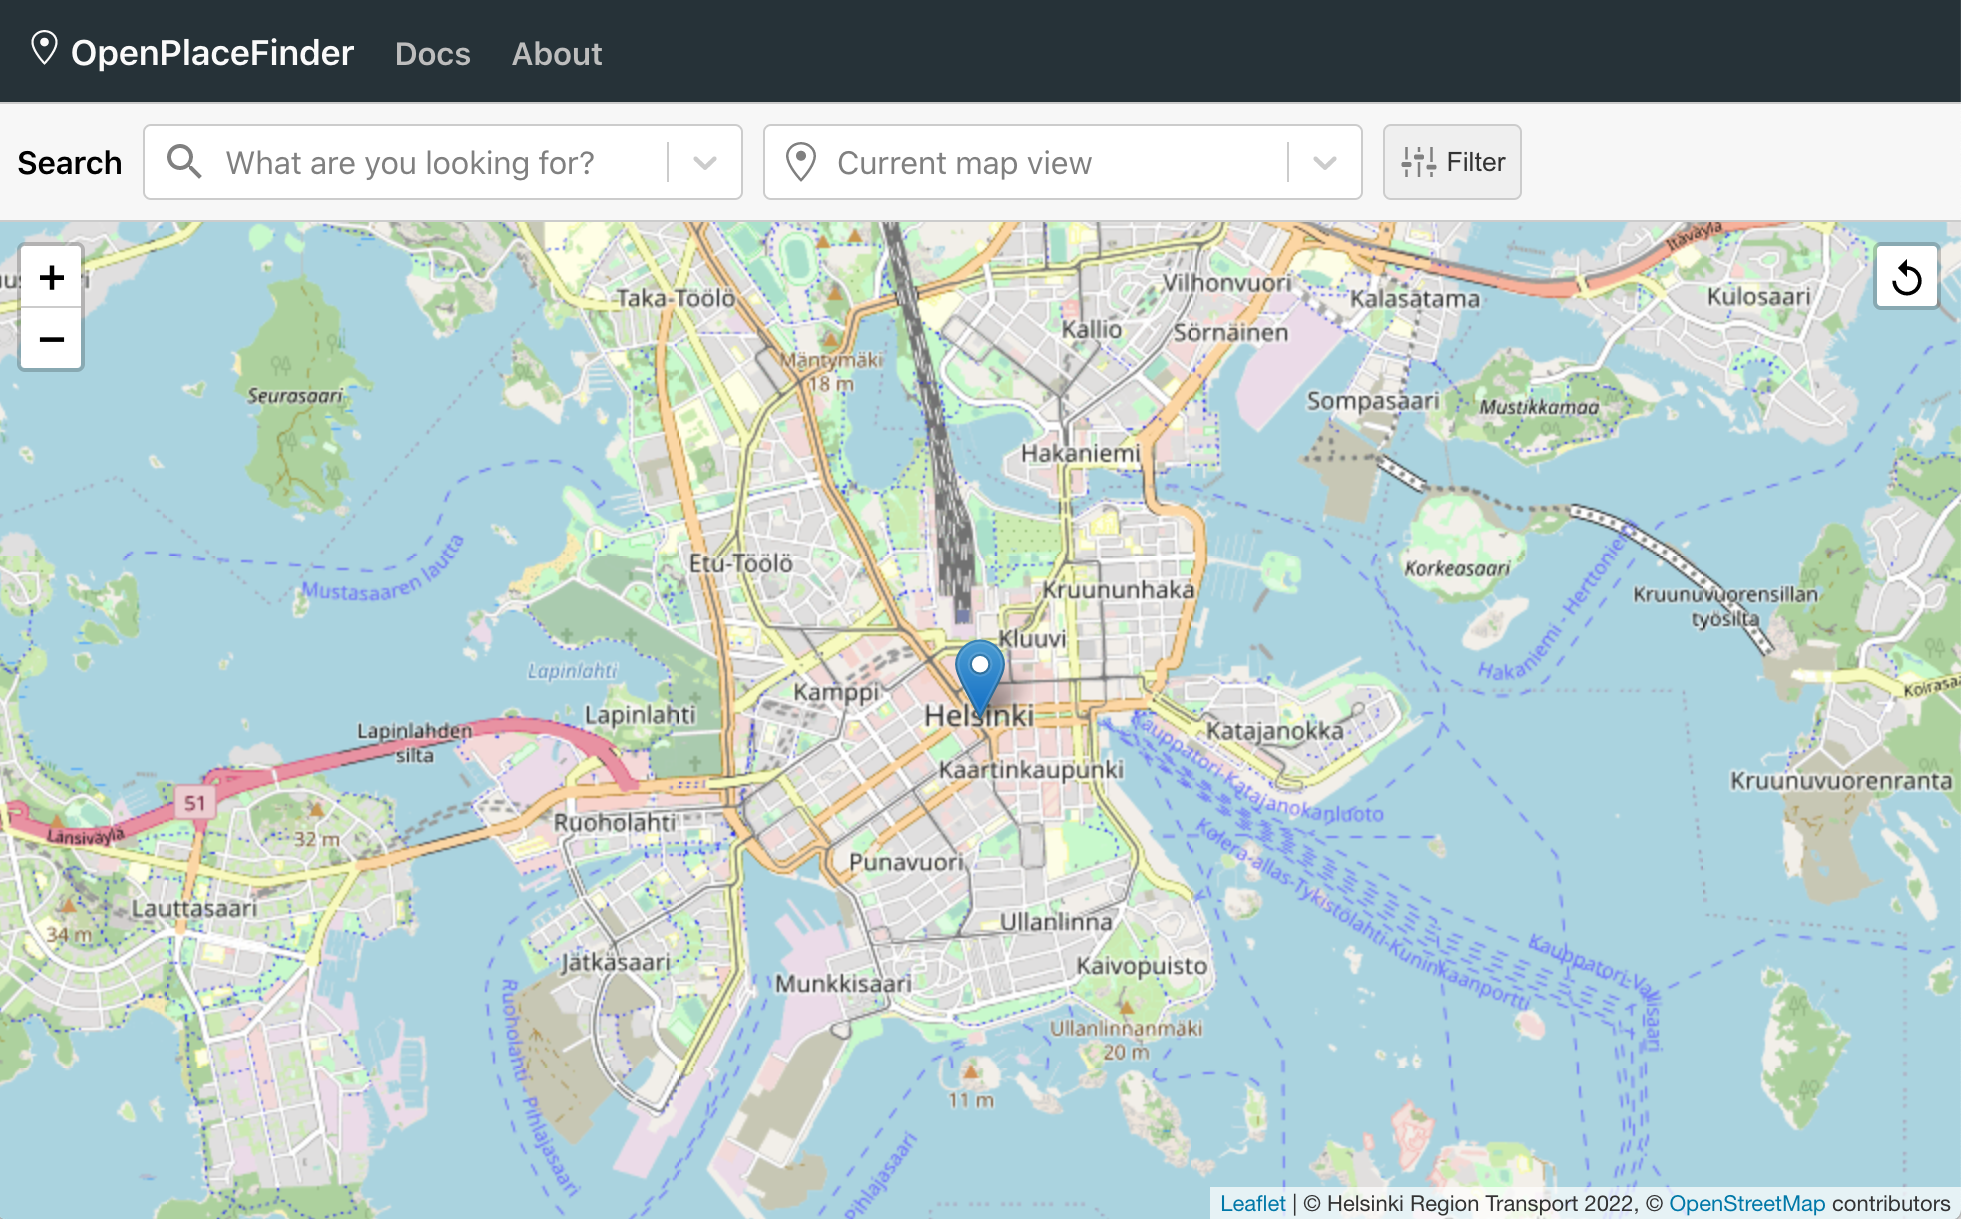 OpenPlaceFinder Docs About
Search What are you looking for? Current map view Filter
+
−
Taka-Töölö
Vilhonvuori
Kalasatama
Itäväylä
Kulosaari
Kallio
Sörnäinen
Mäntymäki
18 m
Seurasaari
Sompasaari
Mustikkamaa
Hakaniemi
Etu-Töölö
Mustasaaren lautta
Korkeasaari
Kruununhaka
Kruunuvuorensillan
työsilta
Hakaniemi - Herttoniemi
Kluuvi
Lapinlahti
Kamppi
Koirasaa
Lapinlahti
Helsinki
Lapinlahden
silta
Katajanokka
Kauppatori-Katajanokanluoto
Kaartinkaupunki
Kruunuvuorenranta
51
Länsiväylä
32 m
Ruoholahti
Kolera-allas-Tykistölahti-Kuninkaanportti
Punavuori
Lauttasaari
34 m
Ullanlinna
Kauppatori-Vallisaari
Jätkäsaari
Kaivopuisto
Munkkisaari
Ruoholahti Pihlajasaari
Ullanlinnanmäki
20 m
11 m
Pihlajasaari
Leaflet | © Helsinki Region Transport 2022, © OpenStreetMap contributors